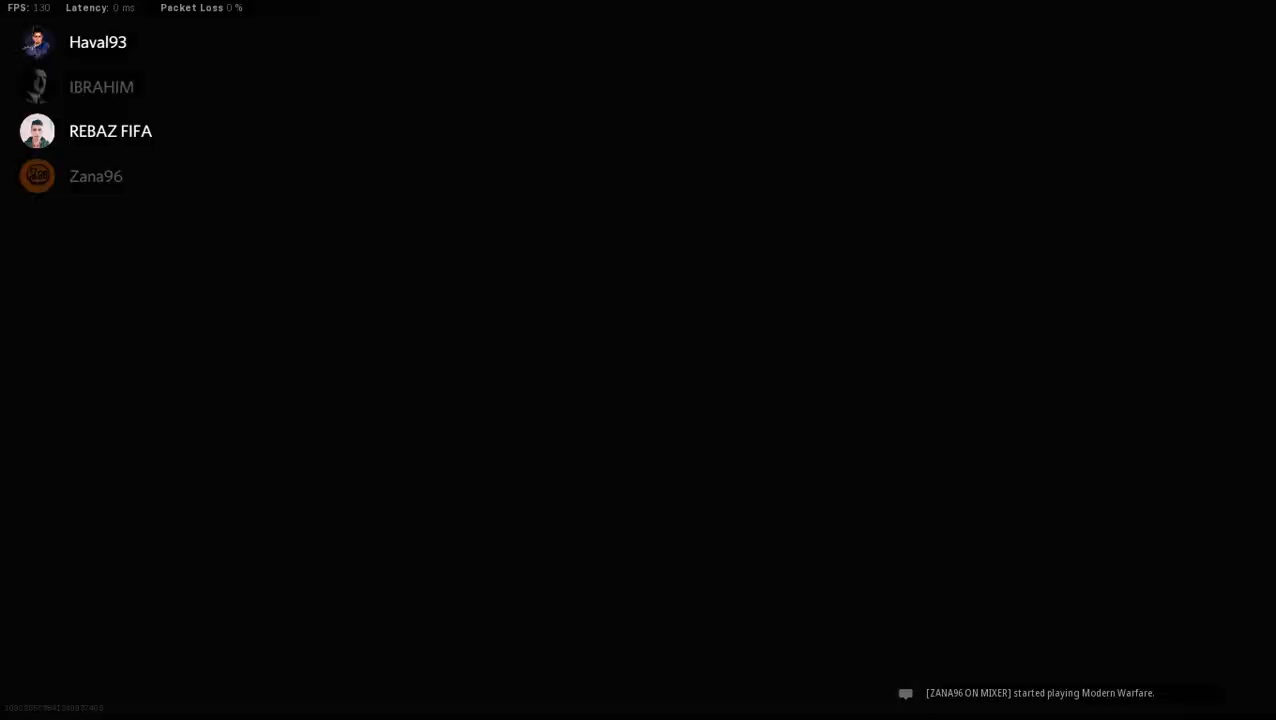 FPS: 130 Latency: 0 ms Packet Loss 0 %
Haval93
IBRAHIM
REBAZ FIFA
Zana96
[ZANA96 ON MIXER] started playing Modern Warfare.